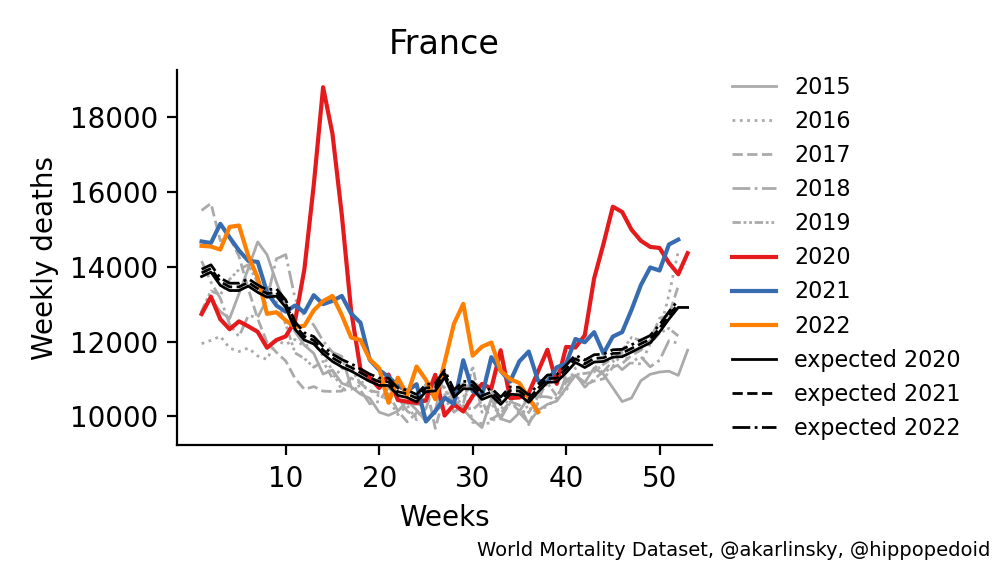 France
Weekly deaths
18000
16000
14000
12000
10000
10
20
30
40
50
Weeks
2015
2016
2017
2018
2019
2020
2021
2022
expected 2020
expected 2021
expected 2022
World Mortality Dataset, @akarlinsky, @hippopedoid